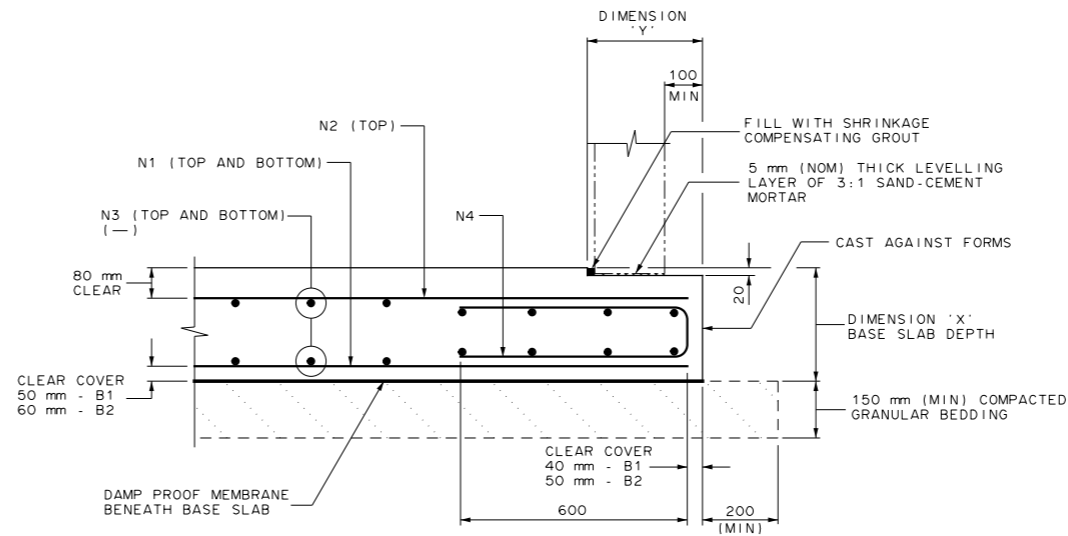 DIMENSION
'Y'
100
MIN
FILL WITH SHRINKAGE
COMPENSATING GROUT
N2 (TOP)
5 mm (NOM) THICK LEVELLING
LAYER OF 3:1 SAND-CEMENT
MORTAR
N1 (TOP AND BOTTOM)
N3 (TOP AND BOTTOM)
(—)
N4
CAST AGAINST FORMS
80 mm
CLEAR
20
DIMENSION 'X'
BASE SLAB DEPTH
CLEAR COVER
50 mm - B1
60 mm - B2
150 mm (MIN) COMPACTED
GRANULAR BEDDING
CLEAR COVER
40 mm - B1
50 mm - B2
DAMP PROOF MEMBRANE
BENEATH BASE SLAB
600
200
(MIN)